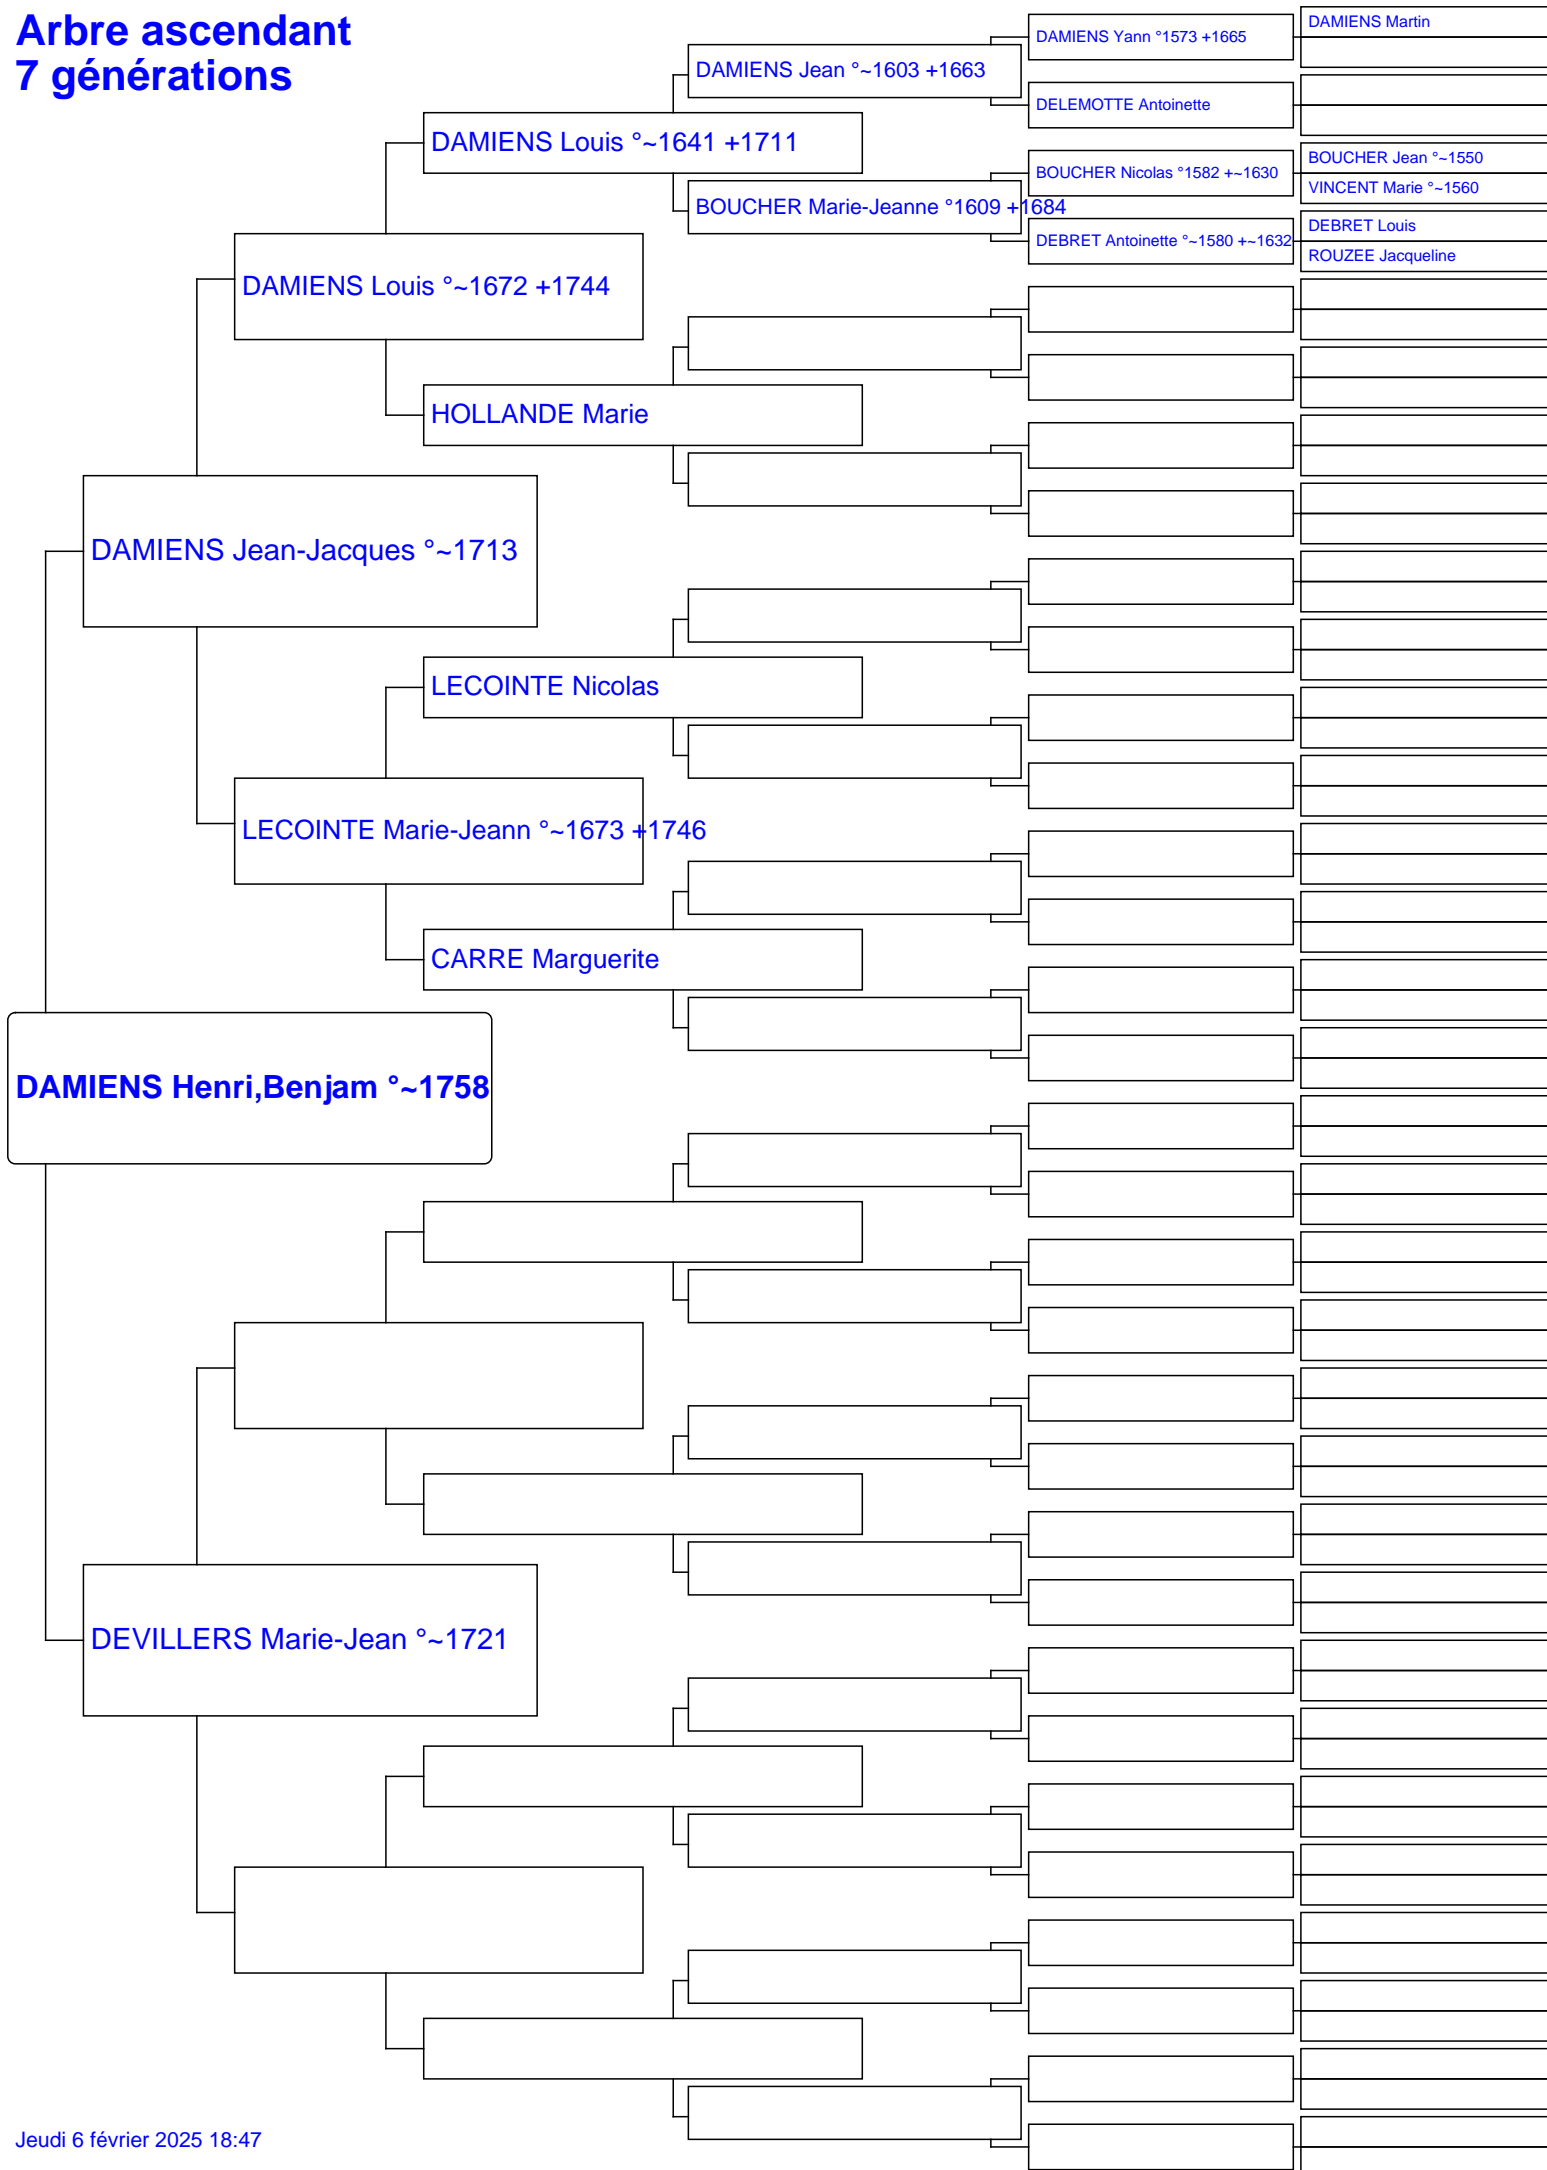 Arbre ascendant
7 générations
DAMIENS Martin
DAMIENS Yann °1573 +1665
DAMIENS Jean °~1603 +1663
DELEMOTTE Antoinette
DAMIENS Louis °~1641 +1711
BOUCHER Jean °~1550
BOUCHER Nicolas °1582 +~1630
VINCENT Marie °~1560
BOUCHER Marie-Jeanne °1609 +1684
DEBRET Louis
DEBRET Antoinette °~1580 +~1632
ROUZEE Jacqueline
DAMIENS Louis °~1672 +1744
HOLLANDE Marie
DAMIENS Jean-Jacques °~1713
LECOINTE Nicolas
LECOINTE Marie-Jeann °~1673 +1746
CARRE Marguerite
DAMIENS Henri,Benjam °~1758
DEVILLERS Marie-Jean °~1721
Jeudi 6 février 2025 18:47